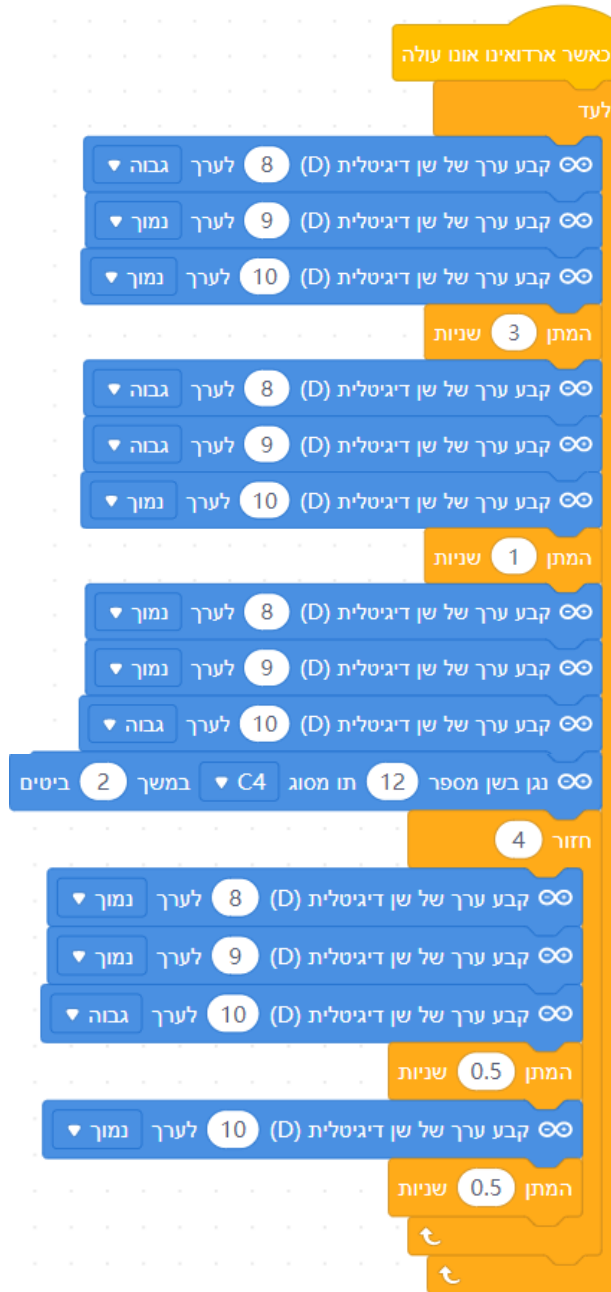 כאשר ארדואינו אונו עולה
לעד
קבע ערך של שן דיגיטלית (D) 8 לערך גבוה
קבע ערך של שן דיגיטלית (D) 9 לערך נמוך
קבע ערך של שן דיגיטלית (D) 10 לערך נמוך
המתן 3 שניות
קבע ערך של שן דיגיטלית (D) 8 לערך גבוה
קבע ערך של שן דיגיטלית (D) 9 לערך גבוה
קבע ערך של שן דיגיטלית (D) 10 לערך נמוך
המתן 1 שניות
קבע ערך של שן דיגיטלית (D) 8 לערך נמוך
קבע ערך של שן דיגיטלית (D) 9 לערך נמוך
קבע ערך של שן דיגיטלית (D) 10 לערך גבוה
נגן בשן מספר 12 תו מסוג C4 במשך 2 ביטים
חזור 4
קבע ערך של שן דיגיטלית (D) 8 לערך נמוך
קבע ערך של שן דיגיטלית (D) 9 לערך נמוך
קבע ערך של שן דיגיטלית (D) 10 לערך גבוה
המתן 0.5 שניות
קבע ערך של שן דיגיטלית (D) 10 לערך נמוך
המתן 0.5 שניות